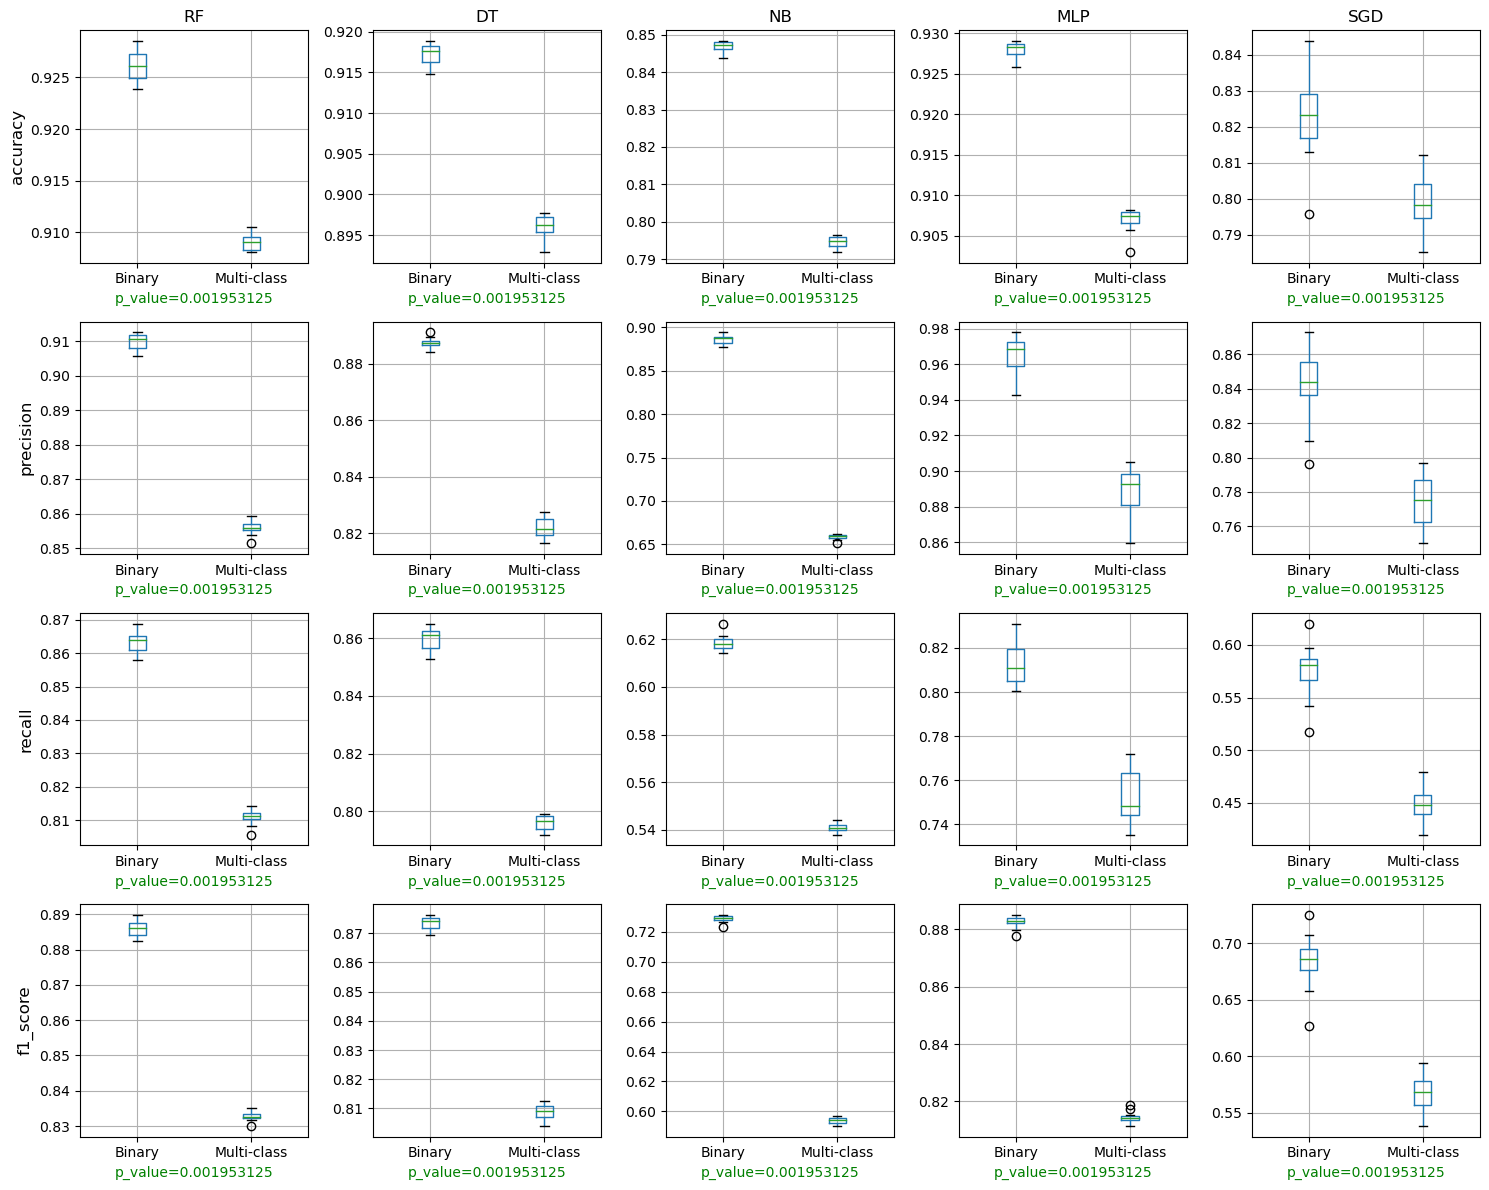 RF DT NB MLP SGD
accuracy
0.925 0.920 0.915 0.910
0.920 0.915 0.910 0.905 0.900 0.895
0.85 0.84 0.83 0.82 0.81 0.80 0.79
0.930 0.925 0.920 0.915 0.910 0.905
0.84 0.83 0.82 0.81 0.80 0.79
Binary Multi-class Binary Multi-class Binary Multi-class Binary Multi-class Binary Multi-class
p_value=0.001953125 p_value=0.001953125 p_value=0.001953125 p_value=0.001953125 p_value=0.001953125
precision
0.91 0.90 0.89 0.88 0.87 0.86 0.85
0.88 0.86 0.84 0.82
0.90 0.85 0.80 0.75 0.70 0.65
0.98 0.96 0.94 0.92 0.90 0.88 0.86
0.86 0.84 0.82 0.80 0.78 0.76
Binary Multi-class Binary Multi-class Binary Multi-class Binary Multi-class Binary Multi-class
p_value=0.001953125 p_value=0.001953125 p_value=0.001953125 p_value=0.001953125 p_value=0.001953125
recall
0.87 0.86 0.85 0.84 0.83 0.82 0.81
0.86 0.84 0.82 0.80
0.62 0.60 0.58 0.56 0.54
0.82 0.80 0.78 0.76 0.74
0.60 0.55 0.50 0.45
Binary Multi-class Binary Multi-class Binary Multi-class Binary Multi-class Binary Multi-class
p_value=0.001953125 p_value=0.001953125 p_value=0.001953125 p_value=0.001953125 p_value=0.001953125
f1_score
0.89 0.88 0.87 0.86 0.85 0.84 0.83
0.87 0.86 0.85 0.84 0.83 0.82 0.81
0.72 0.70 0.68 0.66 0.64 0.62 0.60
0.88 0.86 0.84 0.82
0.70 0.65 0.60 0.55
Binary Multi-class Binary Multi-class Binary Multi-class Binary Multi-class Binary Multi-class
p_value=0.001953125 p_value=0.001953125 p_value=0.001953125 p_value=0.001953125 p_value=0.001953125